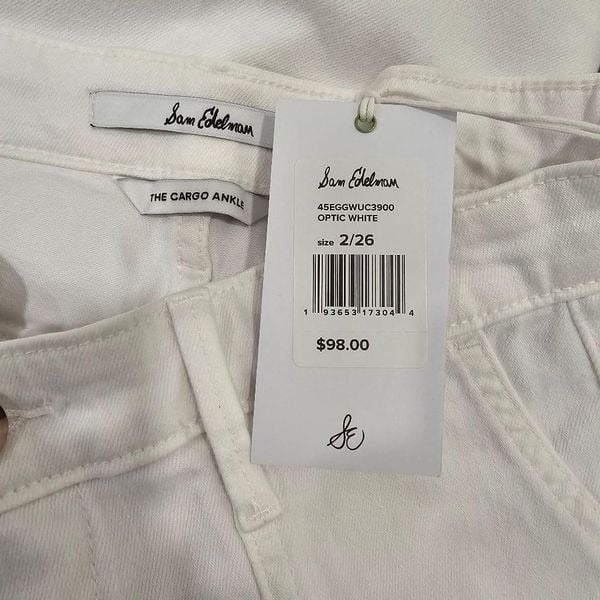 Sam Edelman
THE CARGO ANKLE
Sam Edelman
45EGGWUC3900
OPTIC WHITE
size 2/26
1 93653 17304 4
$98.00
SE